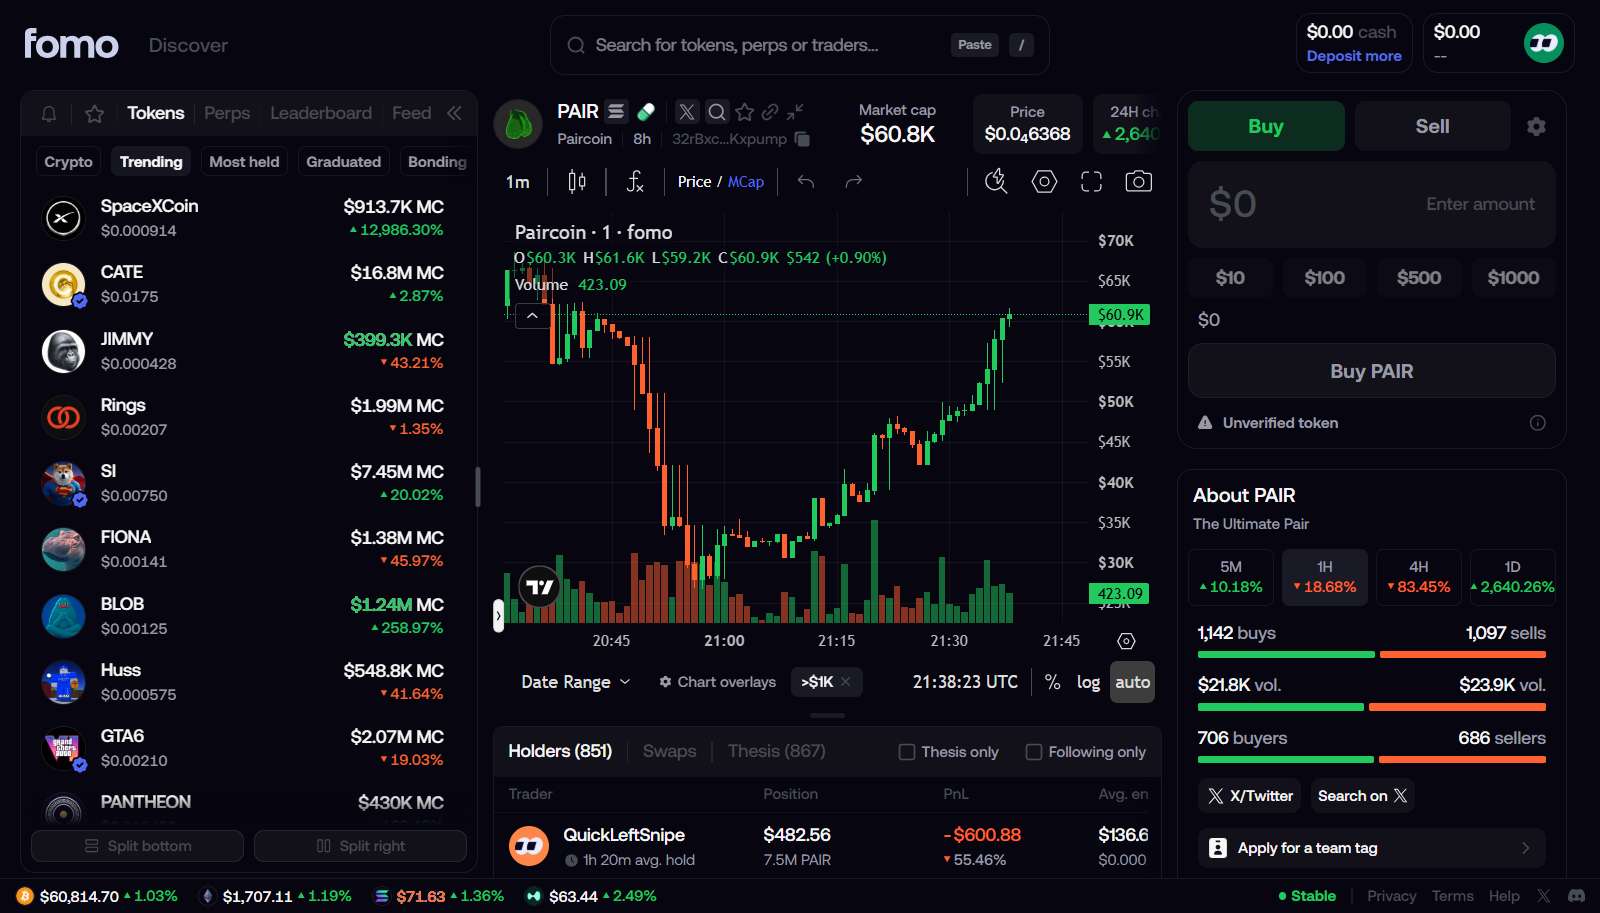 fomo
Discover
Search for tokens, perps or traders...
Paste
/
$0.00 cash
Deposit more
$0.00
--
Tokens Perps Leaderboard Feed
Crypto Trending Most held Graduated Bonding
SpaceXCoin $913.7K MC
$0.000914 12,986.30%
CATE $16.8M MC
$0.0175 2.87%
JIMMY $399.3K MC
$0.000428 43.21%
Rings $1.99M MC
$0.00207 1.35%
SI $7.45M MC
$0.00750 20.02%
FIONA $1.38M MC
$0.00141 45.97%
BLOB $1.24M MC
$0.00125 258.97%
Huss $548.8K MC
$0.000575 41.64%
GTA6 $2.07M MC
$0.00210 19.03%
PANTHEON $430K MC
Split bottom Split right
PAIR
Paircoin 8h 32rBxc...Kxpump
Market cap
$60.8K
Price
$0.0₄6368
24H ch
2,640
1m Price / MCap
Paircoin · 1 · fomo
O$60.3K H$61.6K L$59.2K C$60.9K $542 (+0.90%)
Volume 423.09
$70K
$65K
$60.9K
$55K
$50K
$45K
$40K
$35K
$30K
423.09
20:45 21:00 21:15 21:30 21:45
Date Range Chart overlays >$1K 21:38:23 UTC % log auto
Holders (851) Swaps Thesis (867) Thesis only Following only
Trader Position PnL Avg. en
QuickLeftSnipe $482.56 -$600.88 $136.6
1h 20m avg. hold 7.5M PAIR 55.46% $0.000
Buy Sell
$0 Enter amount
$10 $100 $500 $1000
$0
Buy PAIR
Unverified token
About PAIR
The Ultimate Pair
5M 1H 4H 1D
10.18% 18.68% 83.45% 2,640.26%
1,142 buys 1,097 sells
$21.8K vol. $23.9K vol.
706 buyers 686 sellers
X/Twitter Search on X
Apply for a team tag
$60,814.70 1.03% $1,707.11 1.19% $71.63 1.36% $63.44 2.49%
Stable Privacy Terms Help